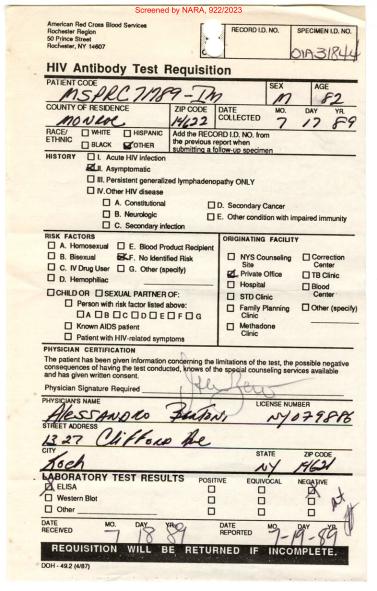 Screened by NARA, 922/2023
American Red Cross Blood Services
Rochester Region
50 Prince Street
Rochester, NY 14607
RECORD I.D. NO.
SPECIMEN I.D. NO.
01A31844
HIV Antibody Test Requisition
PATIENT CODE SEX AGE
M 82
COUNTY OF RESIDENCE ZIP CODE DATE COLLECTED MO. DAY YR.
Monroe 14622 7 17 89
RACE/ETHNIC WHITE HISPANIC
BLACK OTHER
Add the RECORD I.D. NO. from
the previous report when
submitting a follow-up specimen
HISTORY I. Acute HIV infection
II. Asymptomatic
III. Persistent generalized lymphadenopathy ONLY
IV. Other HIV disease
A. Constitutional D. Secondary Cancer
B. Neurologic E. Other condition with impaired immunity
C. Secondary infection
RISK FACTORS
A. Homosexual E. Blood Product Recipient
B. Bisexual F. No Identified Risk
C. IV Drug User G. Other (specify)
D. Hemophiliac
CHILD OR SEXUAL PARTNER OF:
Person with risk factor listed above:
A B C D E F G
Known AIDS patient
Patient with HIV-related symptoms
ORIGINATING FACILITY
NYS Counseling Site Correction Center
Private Office TB Clinic
Hospital Blood Center
STD Clinic
Family Planning Clinic Other (specify)
Methadone Clinic
PHYSICIAN CERTIFICATION
The patient has been given information concerning the limitations of the test, the possible negative
consequences of having the test conducted, knows of the special counseling services available
and has given written consent.
Physician Signature Required
PHYSICIAN'S NAME LICENSE NUMBER
Alessandro NY079886
STREET ADDRESS
1327 Clifford Ave
CITY STATE ZIP CODE
Roch NY 14621
LABORATORY TEST RESULTS POSITIVE EQUIVOCAL NEGATIVE
ELISA
Western Blot
Other
DATE RECEIVED MO. DAY YR. DATE REPORTED MO. DAY YR.
7 18 89 7-19-89
REQUISITION WILL BE RETURNED IF INCOMPLETE.
DOH - 49.2 (4/87)